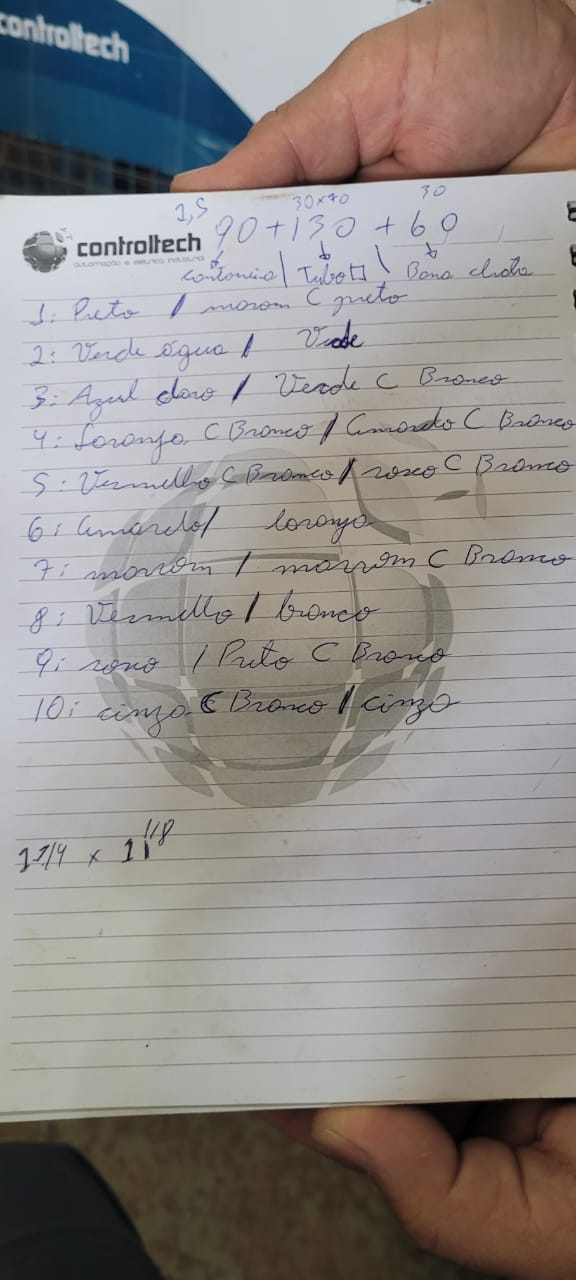 controltech
1,5 30x70 30
90 + 130 + 60
controltech
automação e elétrica industrial
cantoneira | Tubo □ \ Barra chata
1: Preto / marrom C preto
2: Verde água / Verde
3: Azul claro / Verde C Branco
4: Laranja C Branco / Amarelo C Branco
5: Vermelho C Branco / roxo C Branco
6: Amarelo / laranja
7: marrom / marrom C Branco
8: Vermelho / branco
9: roxo / Preto C Branco
10: cinza C Branco / cinza
1 1/4 x 1 1/8